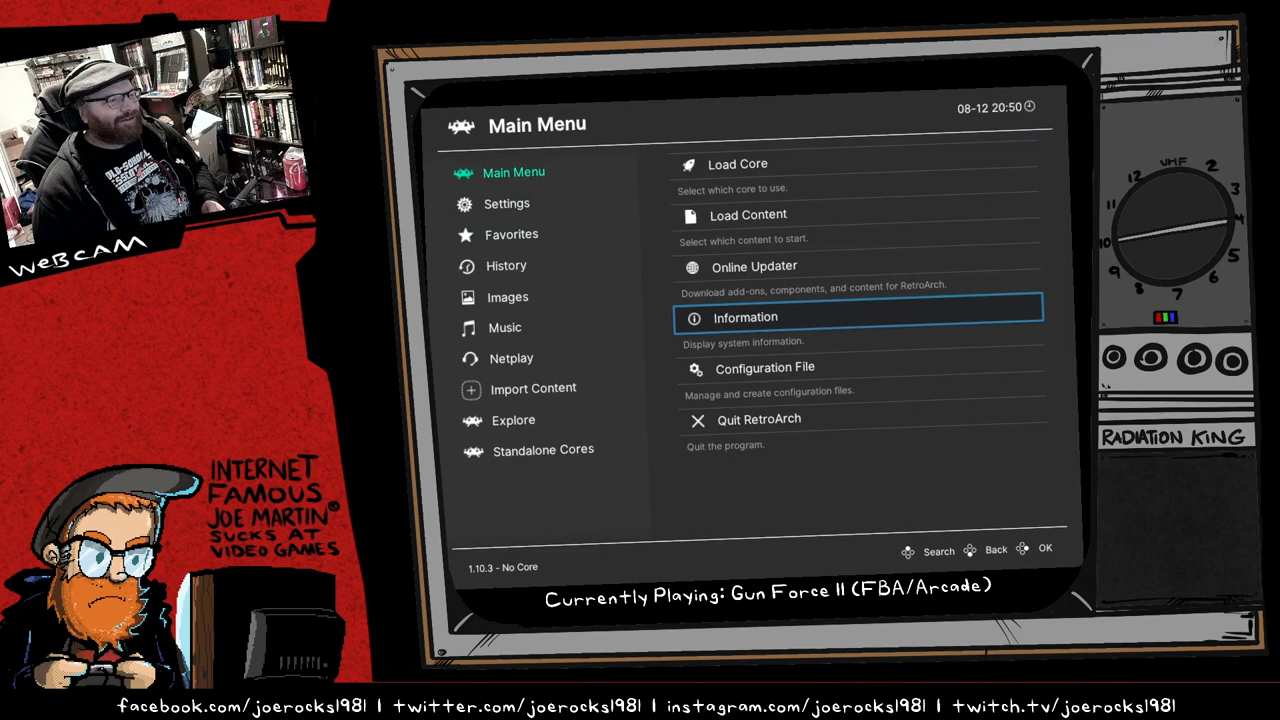 WEBCAM
INTERNET
FAMOUS
JOE MARTIN®
SUCKS AT
VIDEO GAMES
Main Menu
08-12 20:50
Main Menu
Settings
Favorites
History
Images
Music
Netplay
Import Content
Explore
Standalone Cores
Load Core
Select which core to use.
Load Content
Select which content to start.
Online Updater
Download add-ons, components, and content for RetroArch.
Information
Display system information.
Configuration File
Manage and create configuration files.
Quit RetroArch
Quit the program.
1.10.3 - No Core
Search Back OK
Currently Playing: Gun Force II (FBA/Arcade)
VHF
2
3
4
5
6
7
8
9
10
11
12
RADIATION KING
facebook.com/joerocks1981 | twitter.com/joerocks1981 | instagram.com/joerocks1981 | twitch.tv/joerocks1981